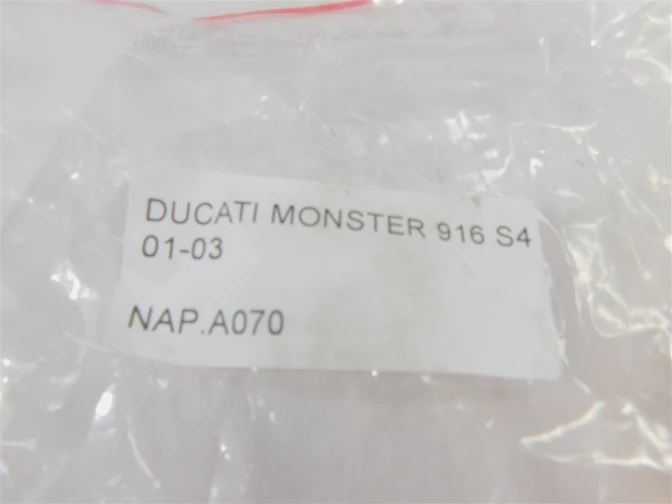 DUCATI MONSTER 916 S4
01-03
NAP.A070